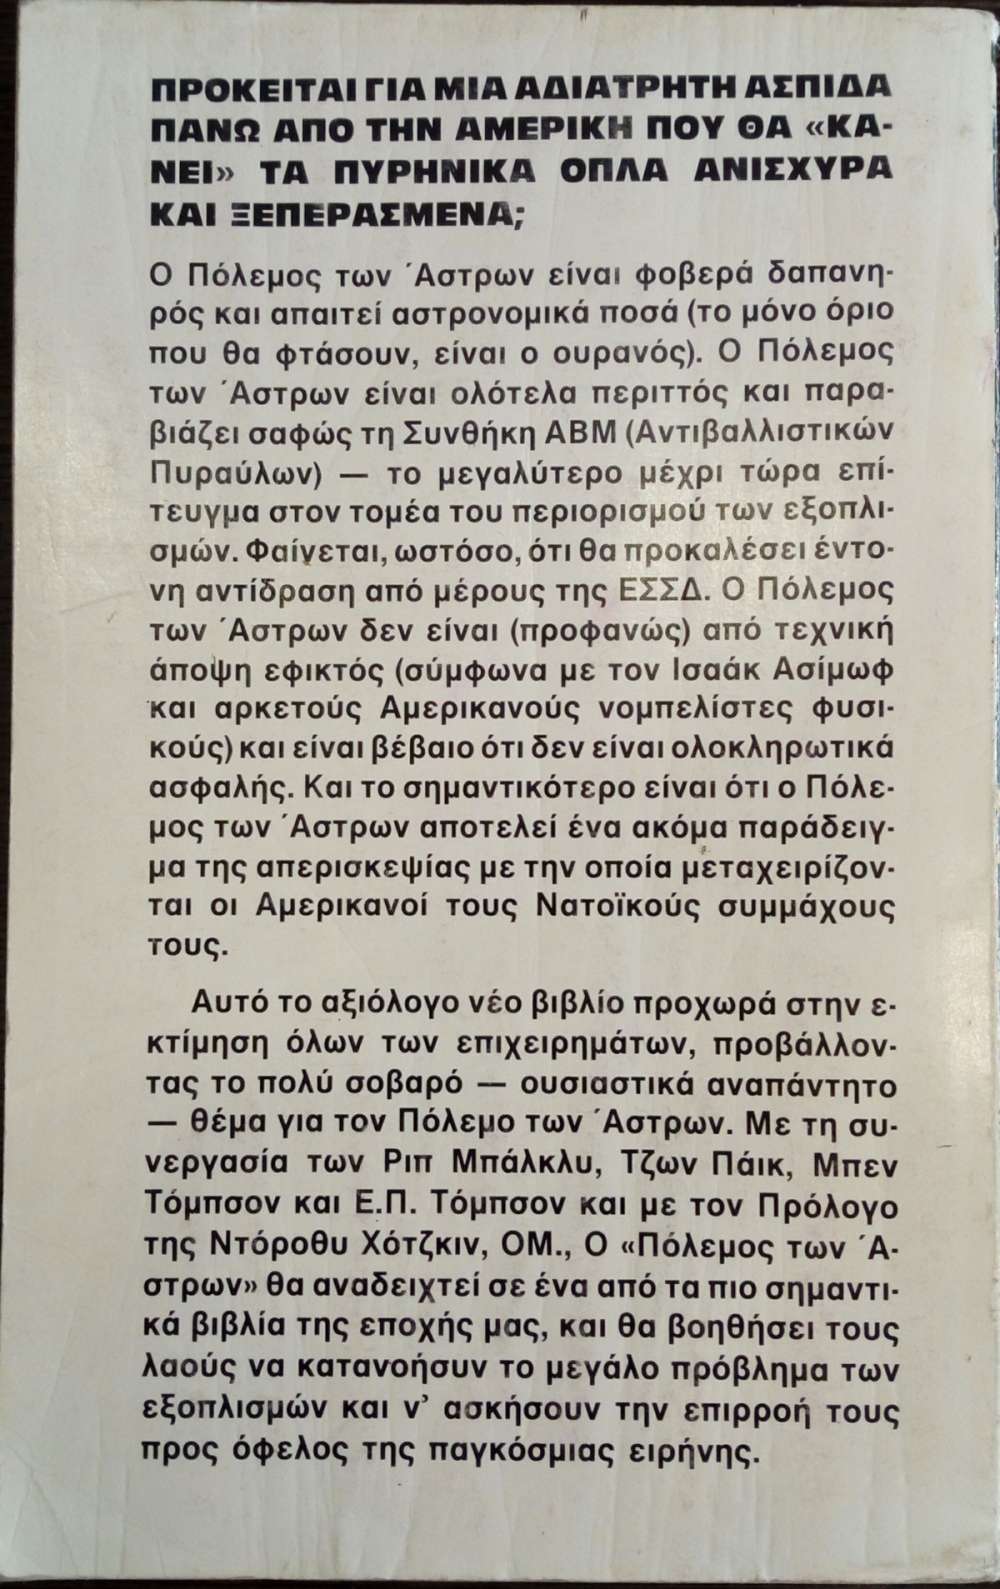 ΠΡΟΚΕΙΤΑΙ ΓΙΑ ΜΙΑ ΑΔΙΑΤΡΗΤΗ ΑΣΠΙΔΑ
ΠΑΝΩ ΑΠΟ ΤΗΝ ΑΜΕΡΙΚΗ ΠΟΥ ΘΑ «ΚΑ-
ΝΕΙ» ΤΑ ΠΥΡΗΝΙΚΑ ΟΠΛΑ ΑΝΙΣΧΥΡΑ
ΚΑΙ ΞΕΠΕΡΑΣΜΕΝΑ;
Ο Πόλεμος των Άστρων είναι φοβερά δαπανη-
ρός και απαιτεί αστρονομικά ποσά (το μόνο όριο
που θα φτάσουν, είναι ο ουρανός). Ο Πόλεμος
των Άστρων είναι ολότελα περιττός και παρα-
βιάζει σαφώς τη Συνθήκη ΑΒΜ (Αντιβαλλιστικών
Πυραύλων) — το μεγαλύτερο μέχρι τώρα επί-
τευγμα στον τομέα του περιορισμού των εξοπλι-
σμών. Φαίνεται, ωστόσο, ότι θα προκαλέσει έντο-
νη αντίδραση από μέρους της ΕΣΣΔ. Ο Πόλεμος
των Άστρων δεν είναι (προφανώς) από τεχνική
άποψη εφικτός (σύμφωνα με τον Ισαάκ Ασίμωφ
και αρκετούς Αμερικανούς νομπελίστες φυσι-
κούς) και είναι βέβαιο ότι δεν είναι ολοκληρωτικά
ασφαλής. Και το σημαντικότερο είναι ότι ο Πόλε-
μος των Άστρων αποτελεί ένα ακόμα παράδειγ-
μα της απερισκεψίας με την οποία μεταχειρίζον-
ται οι Αμερικανοί τους Νατοϊκούς συμμάχους
τους.
Αυτό το αξιόλογο νέο βιβλίο προχωρά στην ε-
κτίμηση όλων των επιχειρημάτων, προβάλλον-
τας το πολύ σοβαρό — ουσιαστικά αναπάντητο
— θέμα για τον Πόλεμο των Άστρων. Με τη συ-
νεργασία των Ριπ Μπάλκλυ, Τζων Πάικ, Μπεν
Τόμπσον και Ε.Π. Τόμπσον και με τον Πρόλογο
της Ντόροθυ Χότζκιν, ΟΜ., Ο «Πόλεμος των Ά-
στρων» θα αναδειχτεί σε ένα από τα πιο σημαντι-
κά βιβλία της εποχής μας, και θα βοηθήσει τους
λαούς να κατανοήσυν το μεγάλο πρόβλημα των
εξοπλισμών και ν' ασκήσουν την επιρροή τους
προς όφελος της παγκόσμιας ειρήνης.